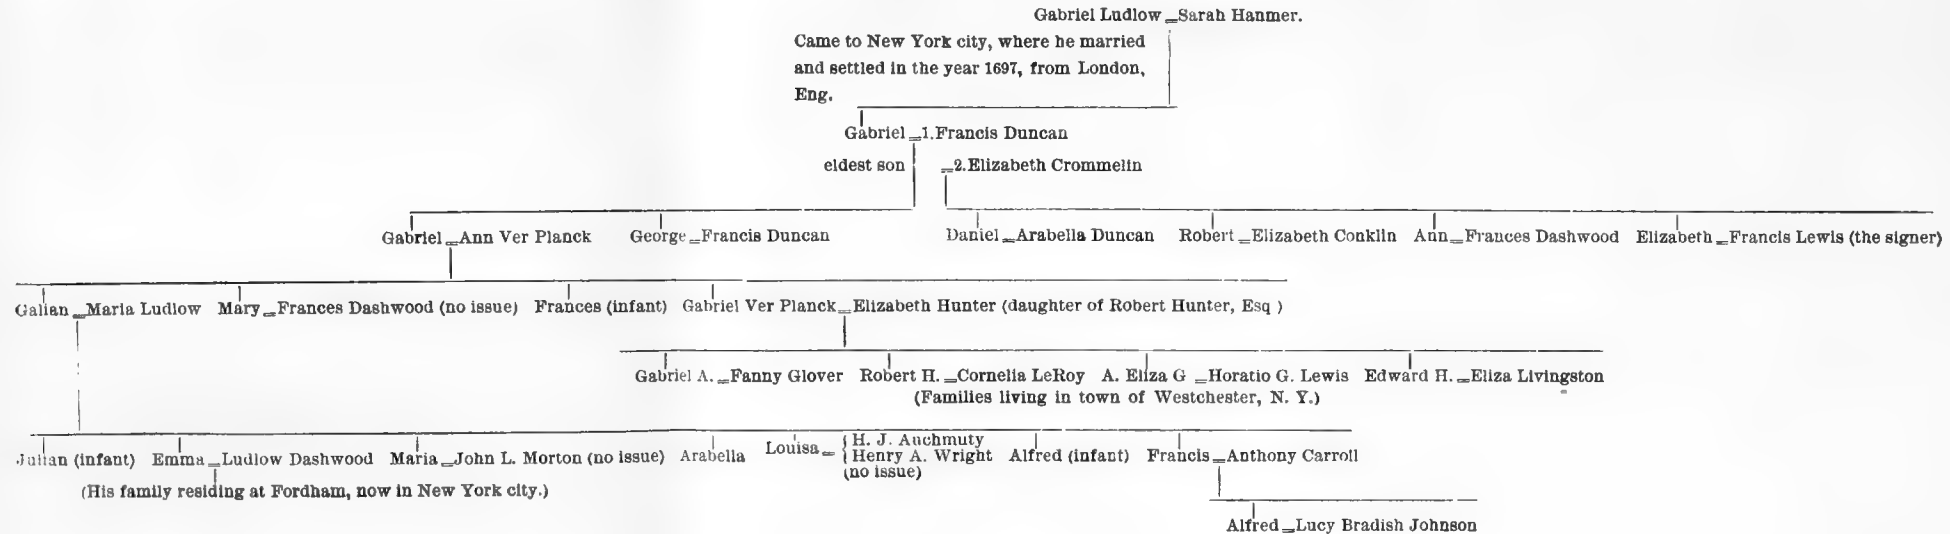 Gabriel Ludlow = Sarah Hanmer.
Came to New York city, where he married
and settled in the year 1697, from London,
Eng.
Gabriel = 1. Francis Duncan
eldest son = 2. Elizabeth Crommelin
Gabriel = Ann Ver Planck George = Francis Duncan Daniel = Arabella Duncan Robert = Elizabeth Conklin Ann = Frances Dashwood Elizabeth = Francis Lewis (the signer)
Galian = Maria Ludlow Mary = Frances Dashwood (no issue) Frances (infant) Gabriel Ver Planck = Elizabeth Hunter (daughter of Robert Hunter, Esq )
Gabriel A. = Fanny Glover Robert H. = Cornelia LeRoy A. Eliza G = Horatio G. Lewis Edward H. = Eliza Livingston
(Families living in town of Westchester, N. Y.)
Julian (infant) Emma = Ludlow Dashwood Maria = John L. Morton (no issue) Arabella Louisa = { H. J. Auchmuty
{ Henry A. Wright Alfred (infant) Francis = Anthony Carroll
(no issue)
(His family residing at Fordham, now in New York city.)
Alfred = Lucy Bradish Johnson